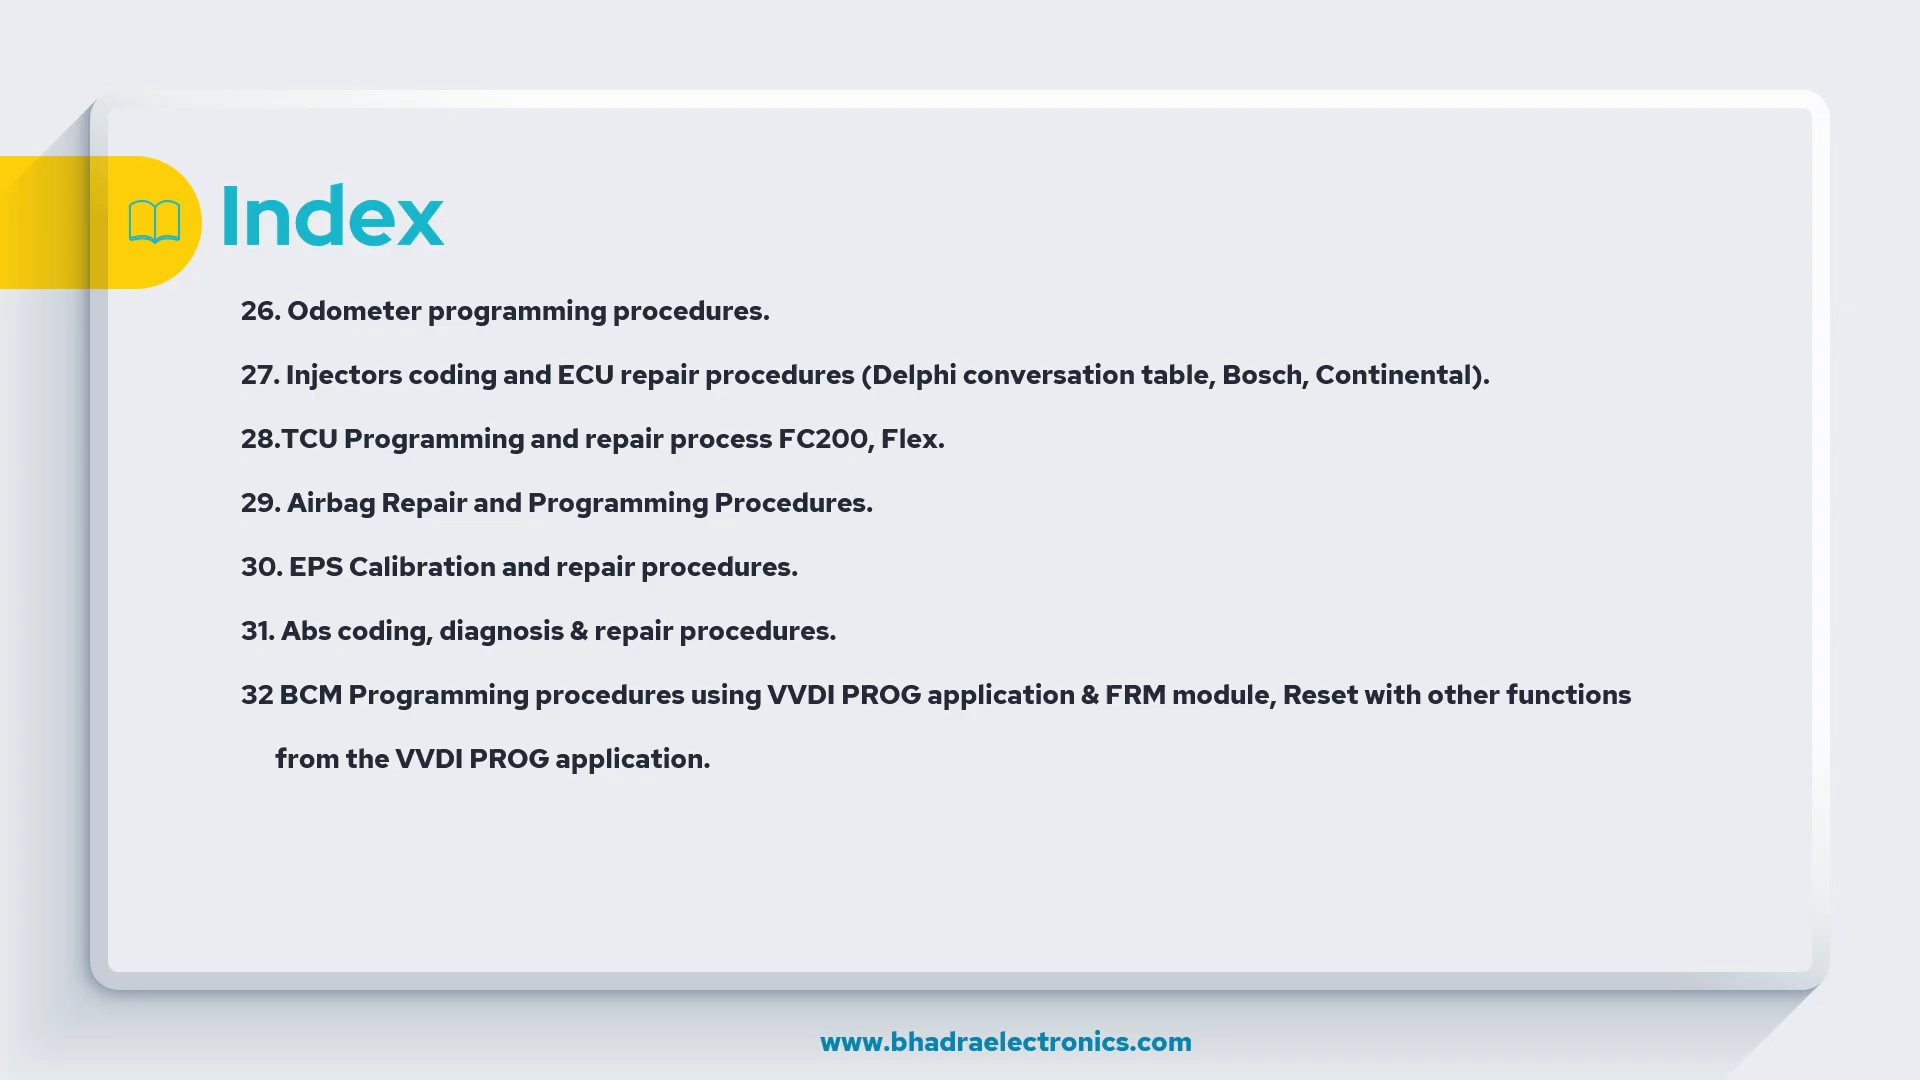 Index
26. Odometer programming procedures.
27. Injectors coding and ECU repair procedures (Delphi conversation table, Bosch, Continental).
28.TCU Programming and repair process FC200, Flex.
29. Airbag Repair and Programming Procedures.
30. EPS Calibration and repair procedures.
31. Abs coding, diagnosis & repair procedures.
32 BCM Programming procedures using VVDI PROG application & FRM module, Reset with other functions
from the VVDI PROG application.
www.bhadraelectronics.com